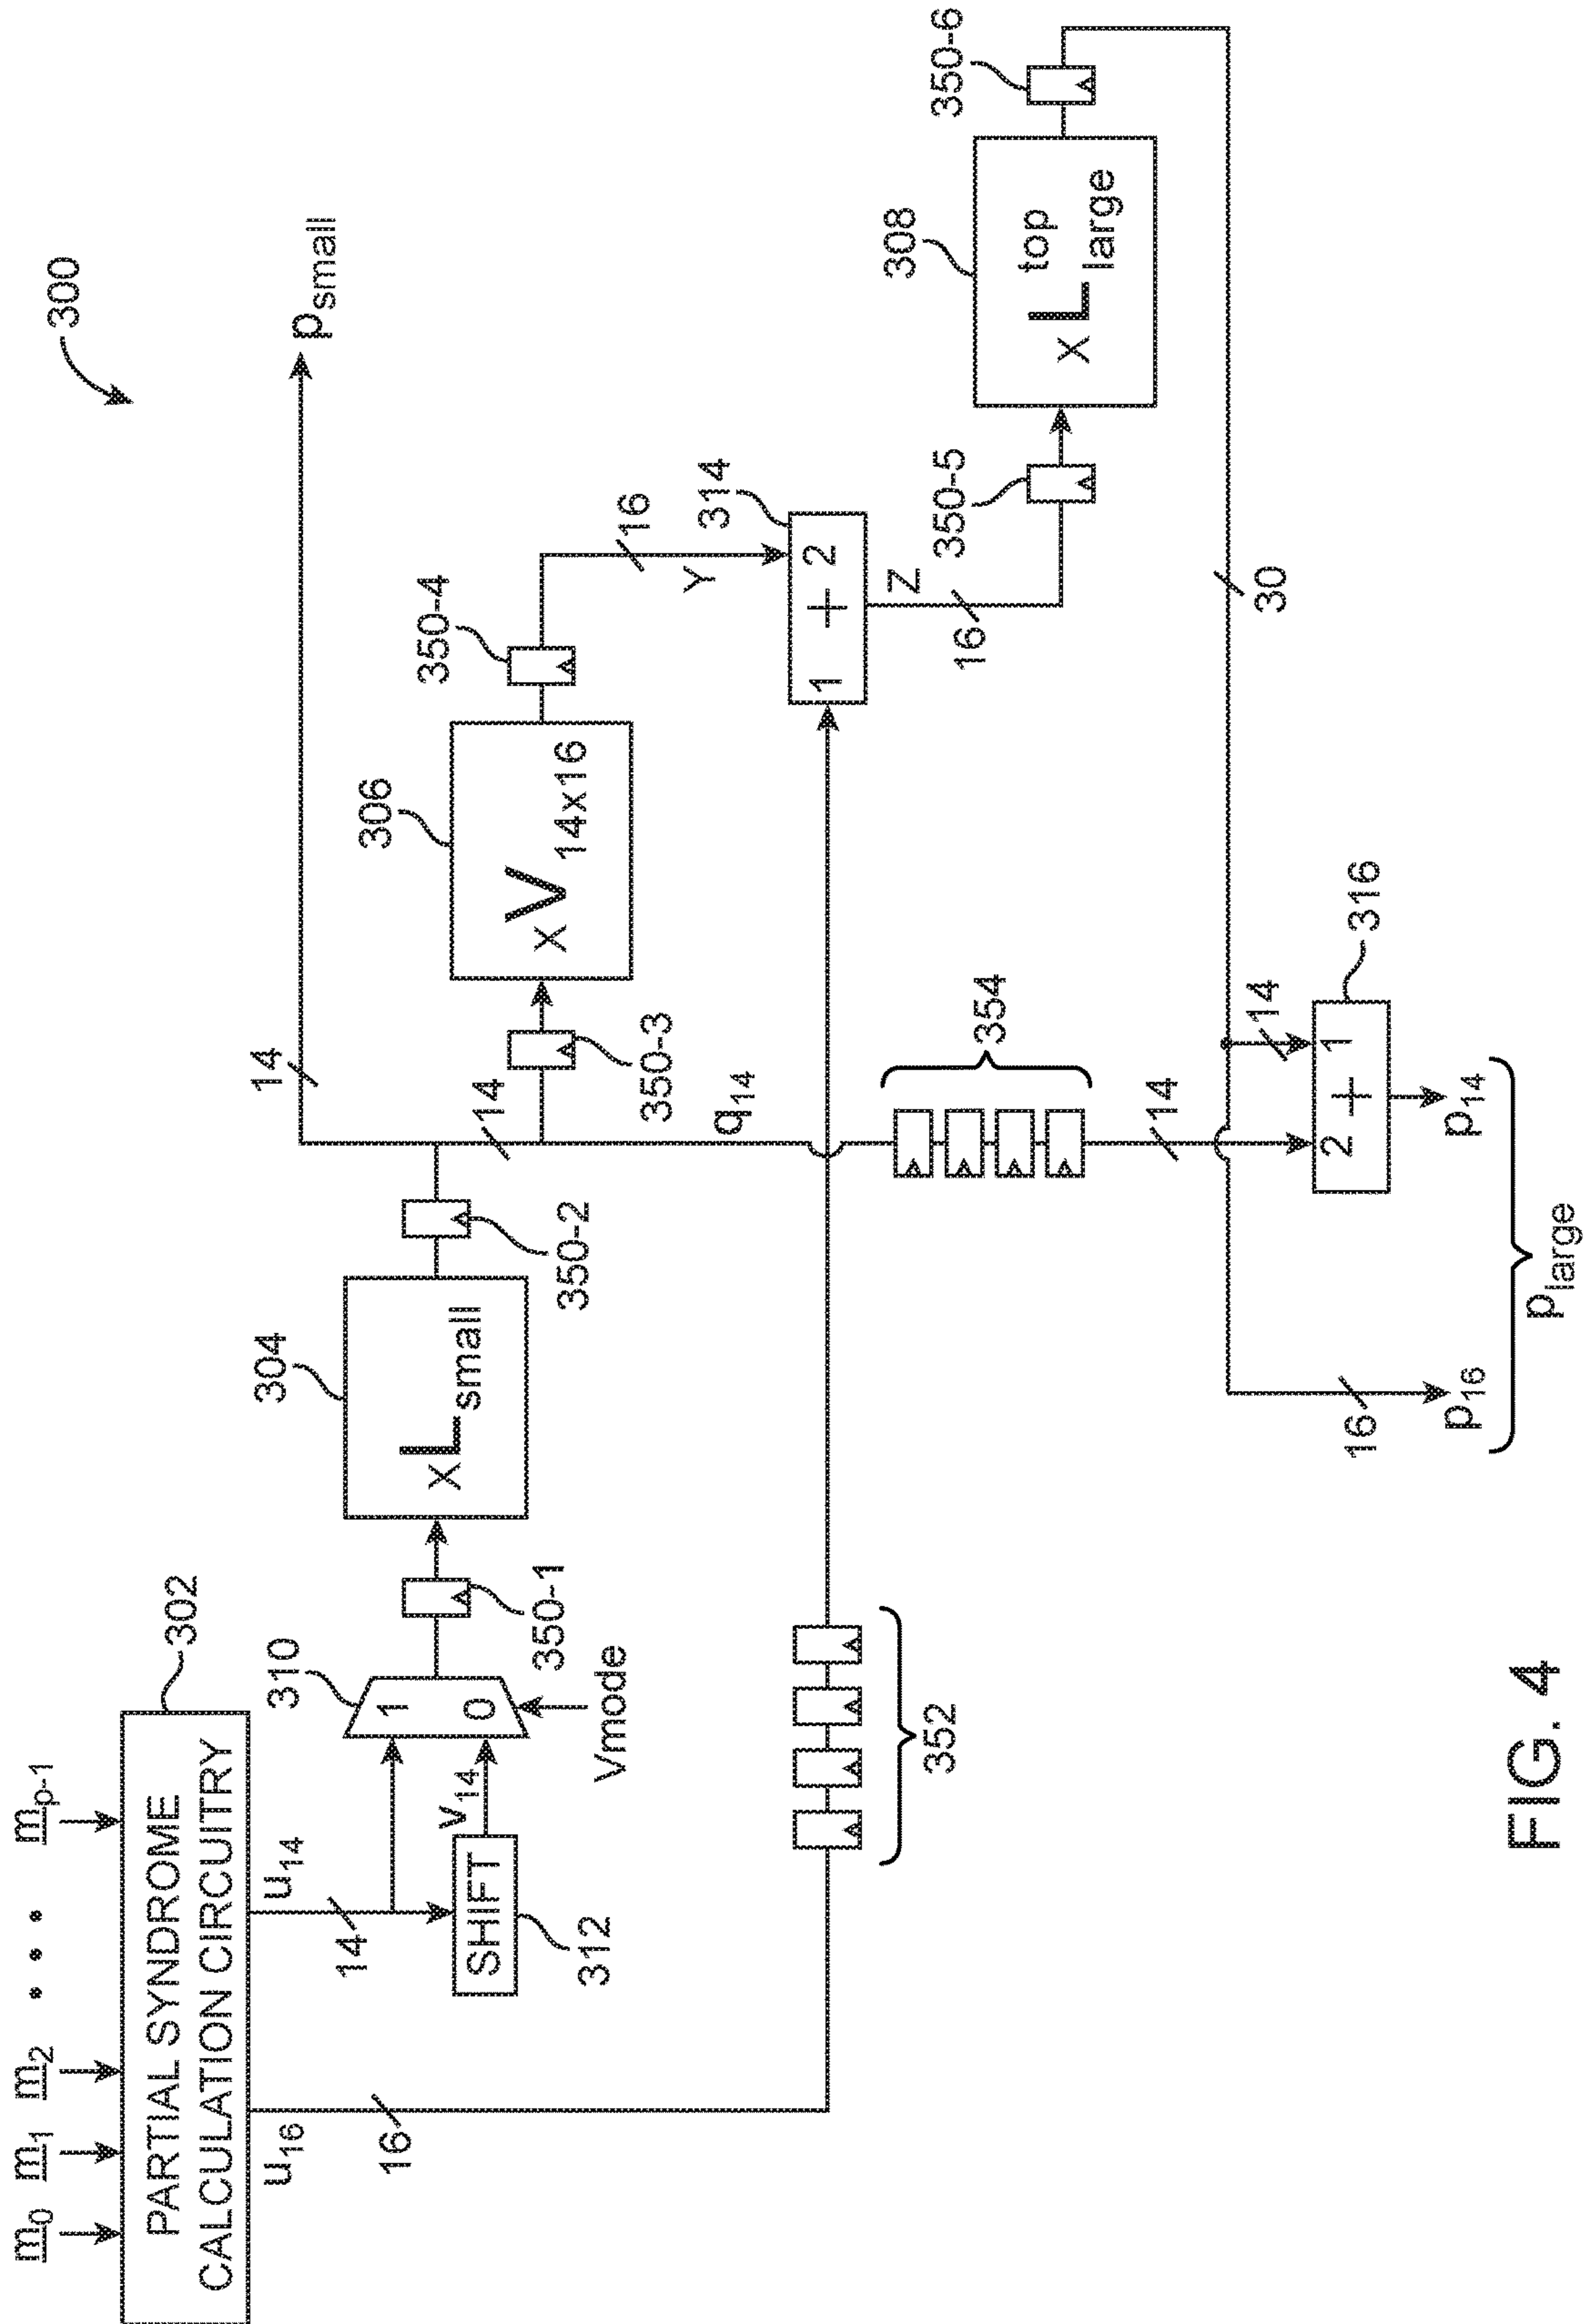 300
m0 m1 m2 • • • mp-1
302
PARTIAL SYNDROME
CALCULATION CIRCUITRY
u16
16
u14
14
SHIFT
312
v14
310
1
0
Vmode
350-1
304
xLsmall
350-2
14
psmall
14
350-3
306
xV14x16
350-4
16
Y
314
1 + 2
Z
16
350-5
308
xLtop large
350-6
30
352
q14
354
14
14
316
2 + 1
16
p16
p14
plarge
FIG. 4